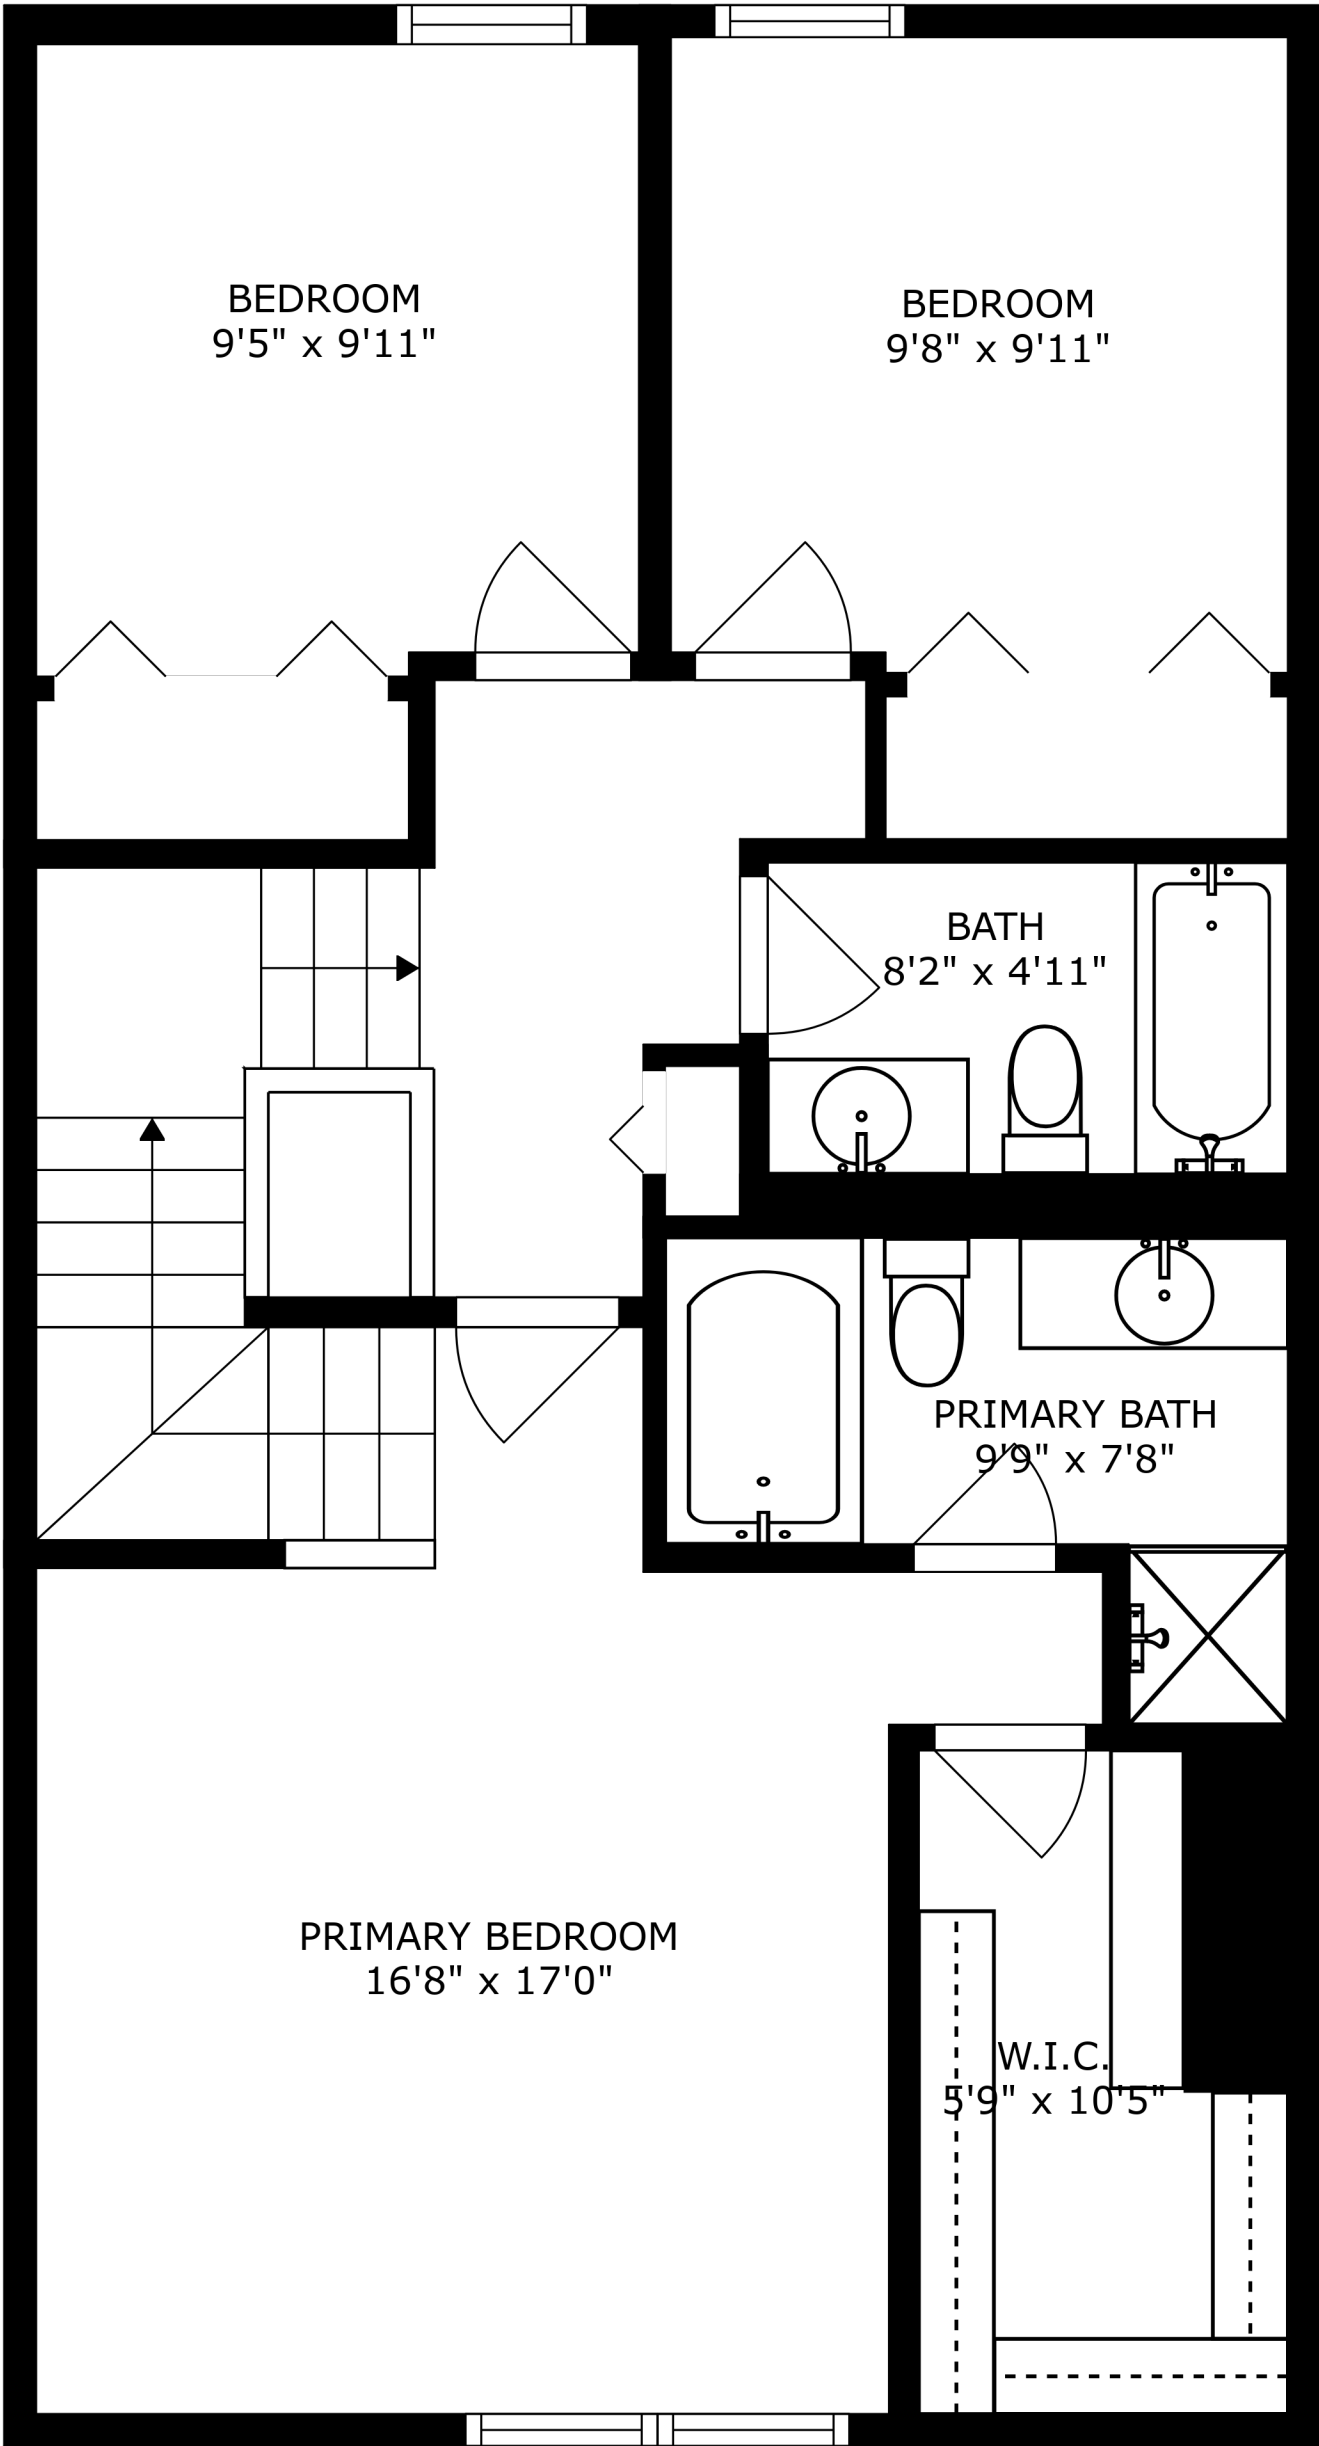 BEDROOM
9'5" x 9'11"
BEDROOM
9'8" x 9'11"
BATH
8'2" x 4'11"
PRIMARY BATH
9'9" x 7'8"
PRIMARY BEDROOM
16'8" x 17'0"
W.I.C.
5'9" x 10'5"